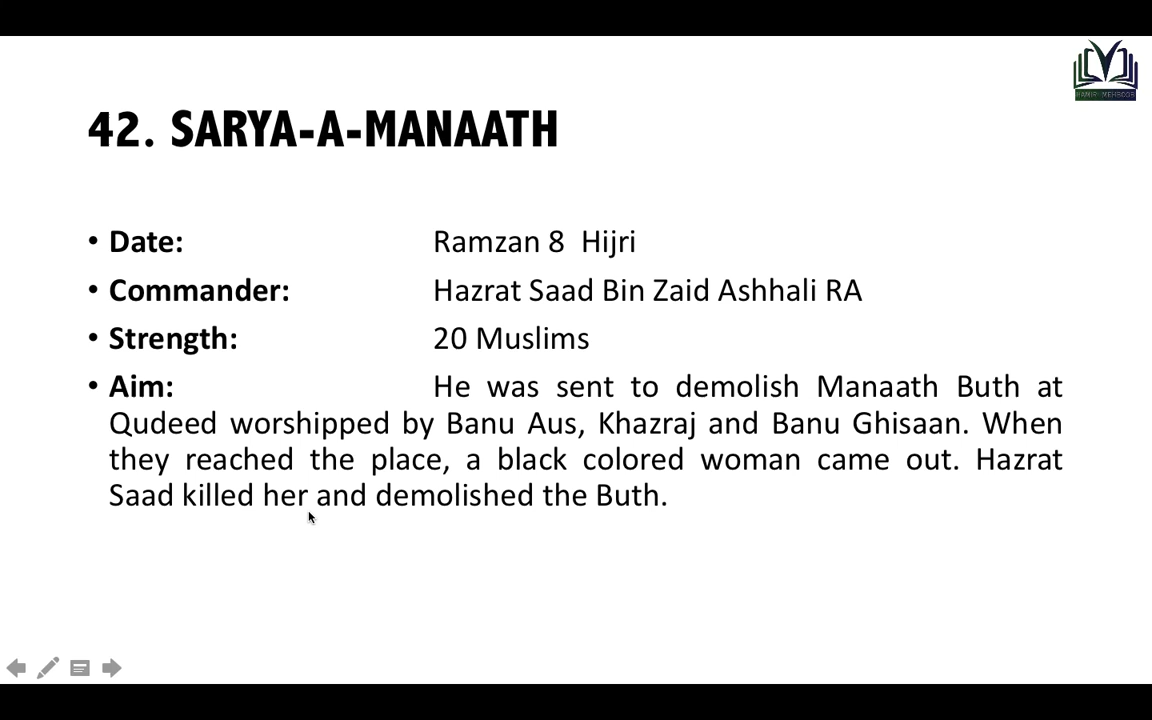 42. SARYA-A-MANAATH
• Date: Ramzan 8 Hijri
• Commander: Hazrat Saad Bin Zaid Ashhali RA
• Strength: 20 Muslims
• Aim: He was sent to demolish Manaath Buth at
Qudeed worshipped by Banu Aus, Khazraj and Banu Ghisaan. When
they reached the place, a black colored woman came out. Hazrat
Saad killed her and demolished the Buth.